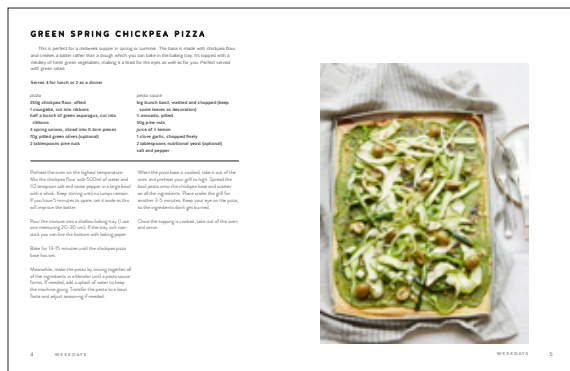 GREEN SPRING CHICKPEA PIZZA
This is perfect for a midweek supper in spring or summer. The base is made with chickpea flour
and creates a batter rather than a dough which you can bake in the baking tray. It's topped with a
medley of fresh green vegetables, making it a feast for the eyes as well as for you. Perfect served
with green salad.
Serves 4 for lunch or 2 as a dinner
pizza
250g chickpea flour, sifted
1 courgette, cut into ribbons
half a bunch of green asparagus, cut into
ribbons
3 spring onions, sliced into 0.5cm pieces
70g pitted green olives (optional)
2 tablespoons pine nuts
pesto sauce
big bunch basil, washed and chopped (keep
some leaves as decoration)
½ avocado, pitted
50g pine nuts
juice of ½ lemon
1 clove garlic, chopped finely
2 tablespoons nutritional yeast (optional)
salt and pepper
Preheat the oven on the highest temperature.
Mix the chickpea flour with 500ml of water and
1/2 teaspoon salt and some pepper in a large bowl
with a whisk. Keep stirring until no lumps remain.
If you have 5 minutes to spare, set it aside as this
will improve the batter.
Pour the mixture into a shallow baking tray (I use
one measuring 20-30 cm). If the tray isn't non-
stick you can line the bottom with baking paper
Bake for 13-15 minutes until the chickpea pizza
base has set.
Meanwhile, make the pesto by mixing together all
of the ingredients in a blender until a pesto sauce
forms. If needed, add a splash of water to keep
the machine going. Transfer the pesto to a bowl.
Taste and adjust seasoning if needed.
When the pizza base is cooked, take it out of the
oven and preheat your grill to high. Spread the
basil pesto onto the chickpea base and scatter
on all the ingredients. Place under the grill for
another 3-5 minutes. Keep your eye on the pizza,
so the ingredients don't get burned.
Once the topping is cooked, take out of the oven
and serve.
4 WEEKDAYS
WEEKDAYS 5